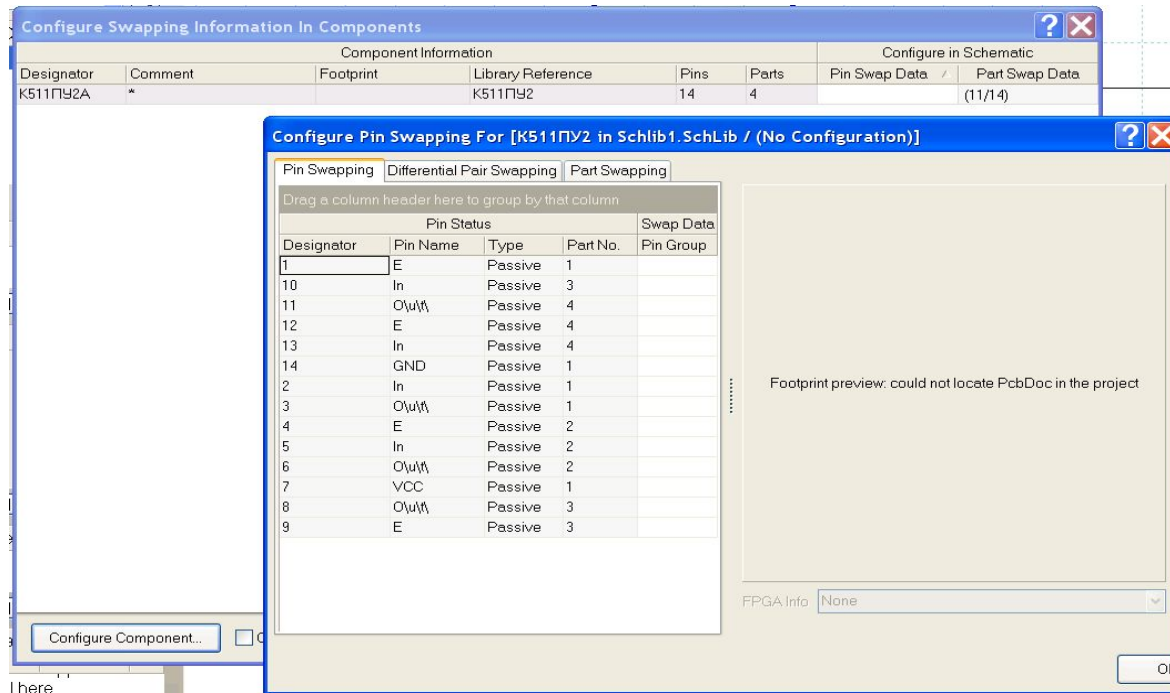 Configure Swapping Information In Components
Component Information Configure in Schematic
Designator Comment Footprint Library Reference Pins Parts Pin Swap Data Part Swap Data
К511ПУ2А * К511ПУ2 14 4 (11/14)
Configure Pin Swapping For [К511ПУ2 in Schlib1.SchLib / (No Configuration)]
Pin Swapping Differential Pair Swapping Part Swapping
Drag a column header here to group by that column
Pin Status Swap Data
Designator Pin Name Type Part No. Pin Group
1 E Passive 1
10 In Passive 3
11 O\u\t\ Passive 4
12 E Passive 4
13 In Passive 4
14 GND Passive 1
2 In Passive 1
3 O\u\t\ Passive 1
4 E Passive 2
5 In Passive 2
6 O\u\t\ Passive 2
7 VCC Passive 1
8 O\u\t\ Passive 3
9 E Passive 3
Footprint preview: could not locate PcbDoc in the project
FPGA Info None
Configure Component...
here